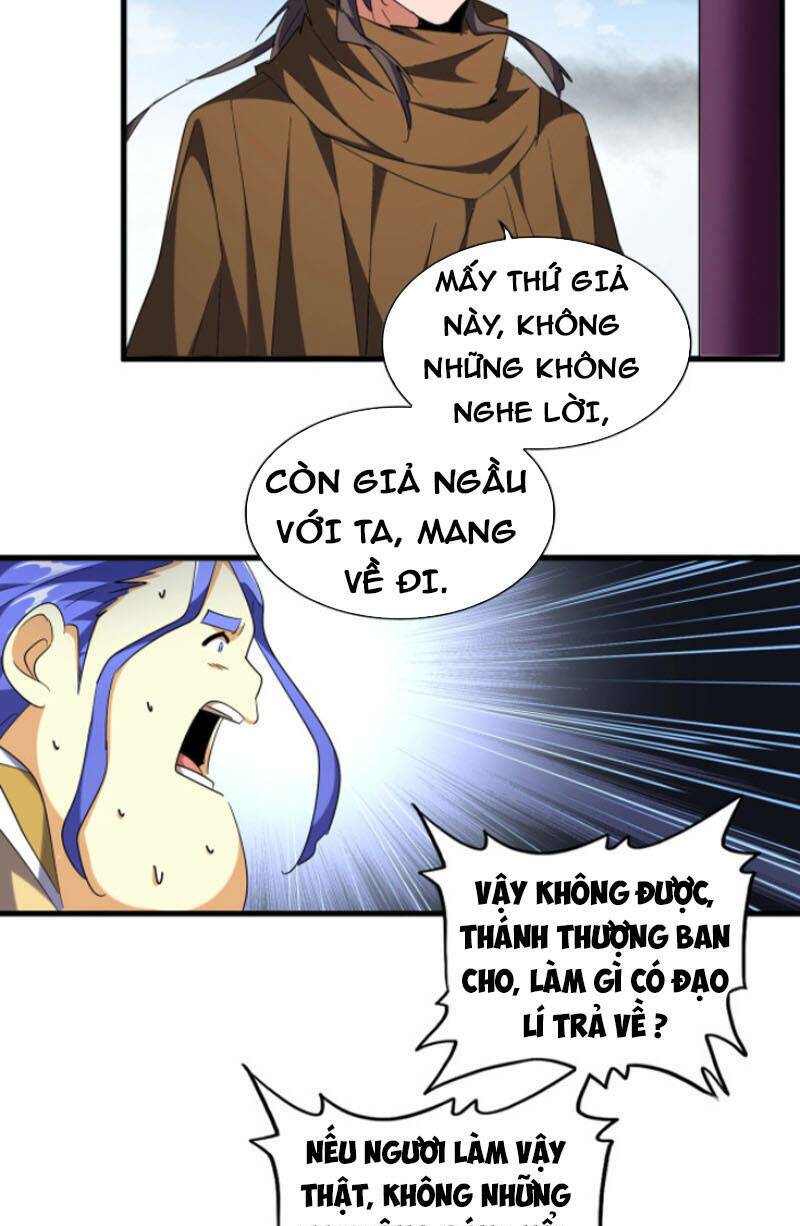 MẤY THỨ GIẢ
NÀY, KHÔNG
NHỮNG KHÔNG
NGHE LỜI,
CÒN GIẢ NGẦU
VỚI TA, MANG
VỀ ĐI.
VẬY KHÔNG ĐƯỢC,
THÁNH THƯỢNG BAN
CHO, LÀM GÌ CÓ ĐẠO
LÍ TRẢ VỀ ?
NẾU NGƯƠI LÀM VẬY
THẬT, KHÔNG NHỮNG